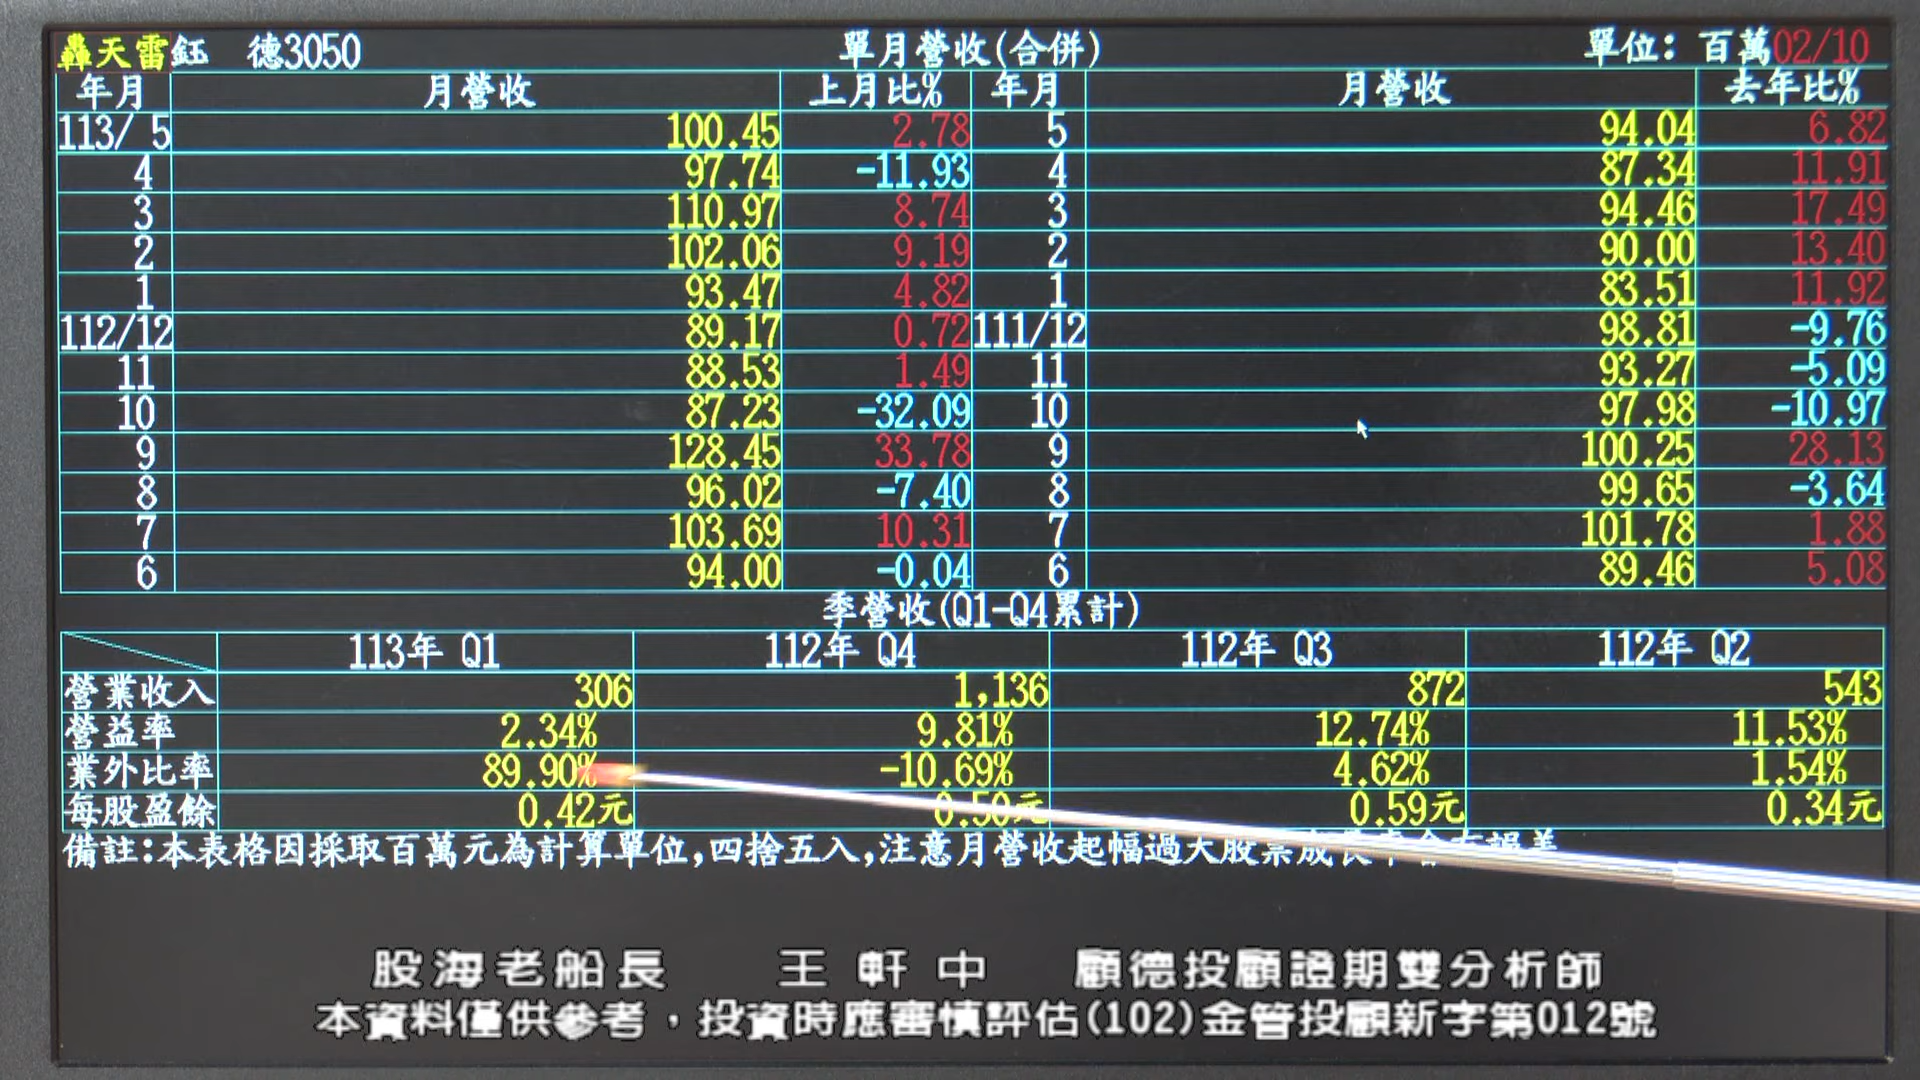 轟天雷鈺 德3050 單月營收(合併) 單位: 百萬02/10
年月 月營收 上月比% 年月 月營收 去年比%
113/ 5 100.45 2.78 5 94.04 6.82
4 97.74 -11.93 4 87.34 11.91
3 110.97 8.74 3 94.46 17.49
2 102.06 9.19 2 90.00 13.40
1 93.47 4.82 1 83.51 11.92
112/12 89.17 0.72 111/12 98.81 -9.76
11 88.53 1.49 11 93.27 -5.09
10 87.23 -32.09 10 97.98 -10.97
9 128.45 33.78 9 100.25 28.13
8 96.02 -7.40 8 99.65 -3.64
7 103.69 10.31 7 101.78 1.88
6 94.00 -0.04 6 89.46 5.08
季營收(Q1-Q4累計)
113年 Q1 112年 Q4 112年 Q3 112年 Q2
營業收入 306 1,136 872 543
營益率 2.34% 9.81% 12.74% 11.53%
業外比率 89.90% -10.69% 4.62% 1.54%
每股盈餘 0.42元 0.50元 0.59元 0.34元
備註:本表格因採取百萬元為計算單位,四捨五入,注意月營收起幅過大股票
股海老船長 王軒中 顧德投顧證期雙分析師
本資料僅供參考，投資時應審慎評估(102)金管投顧新字第012號